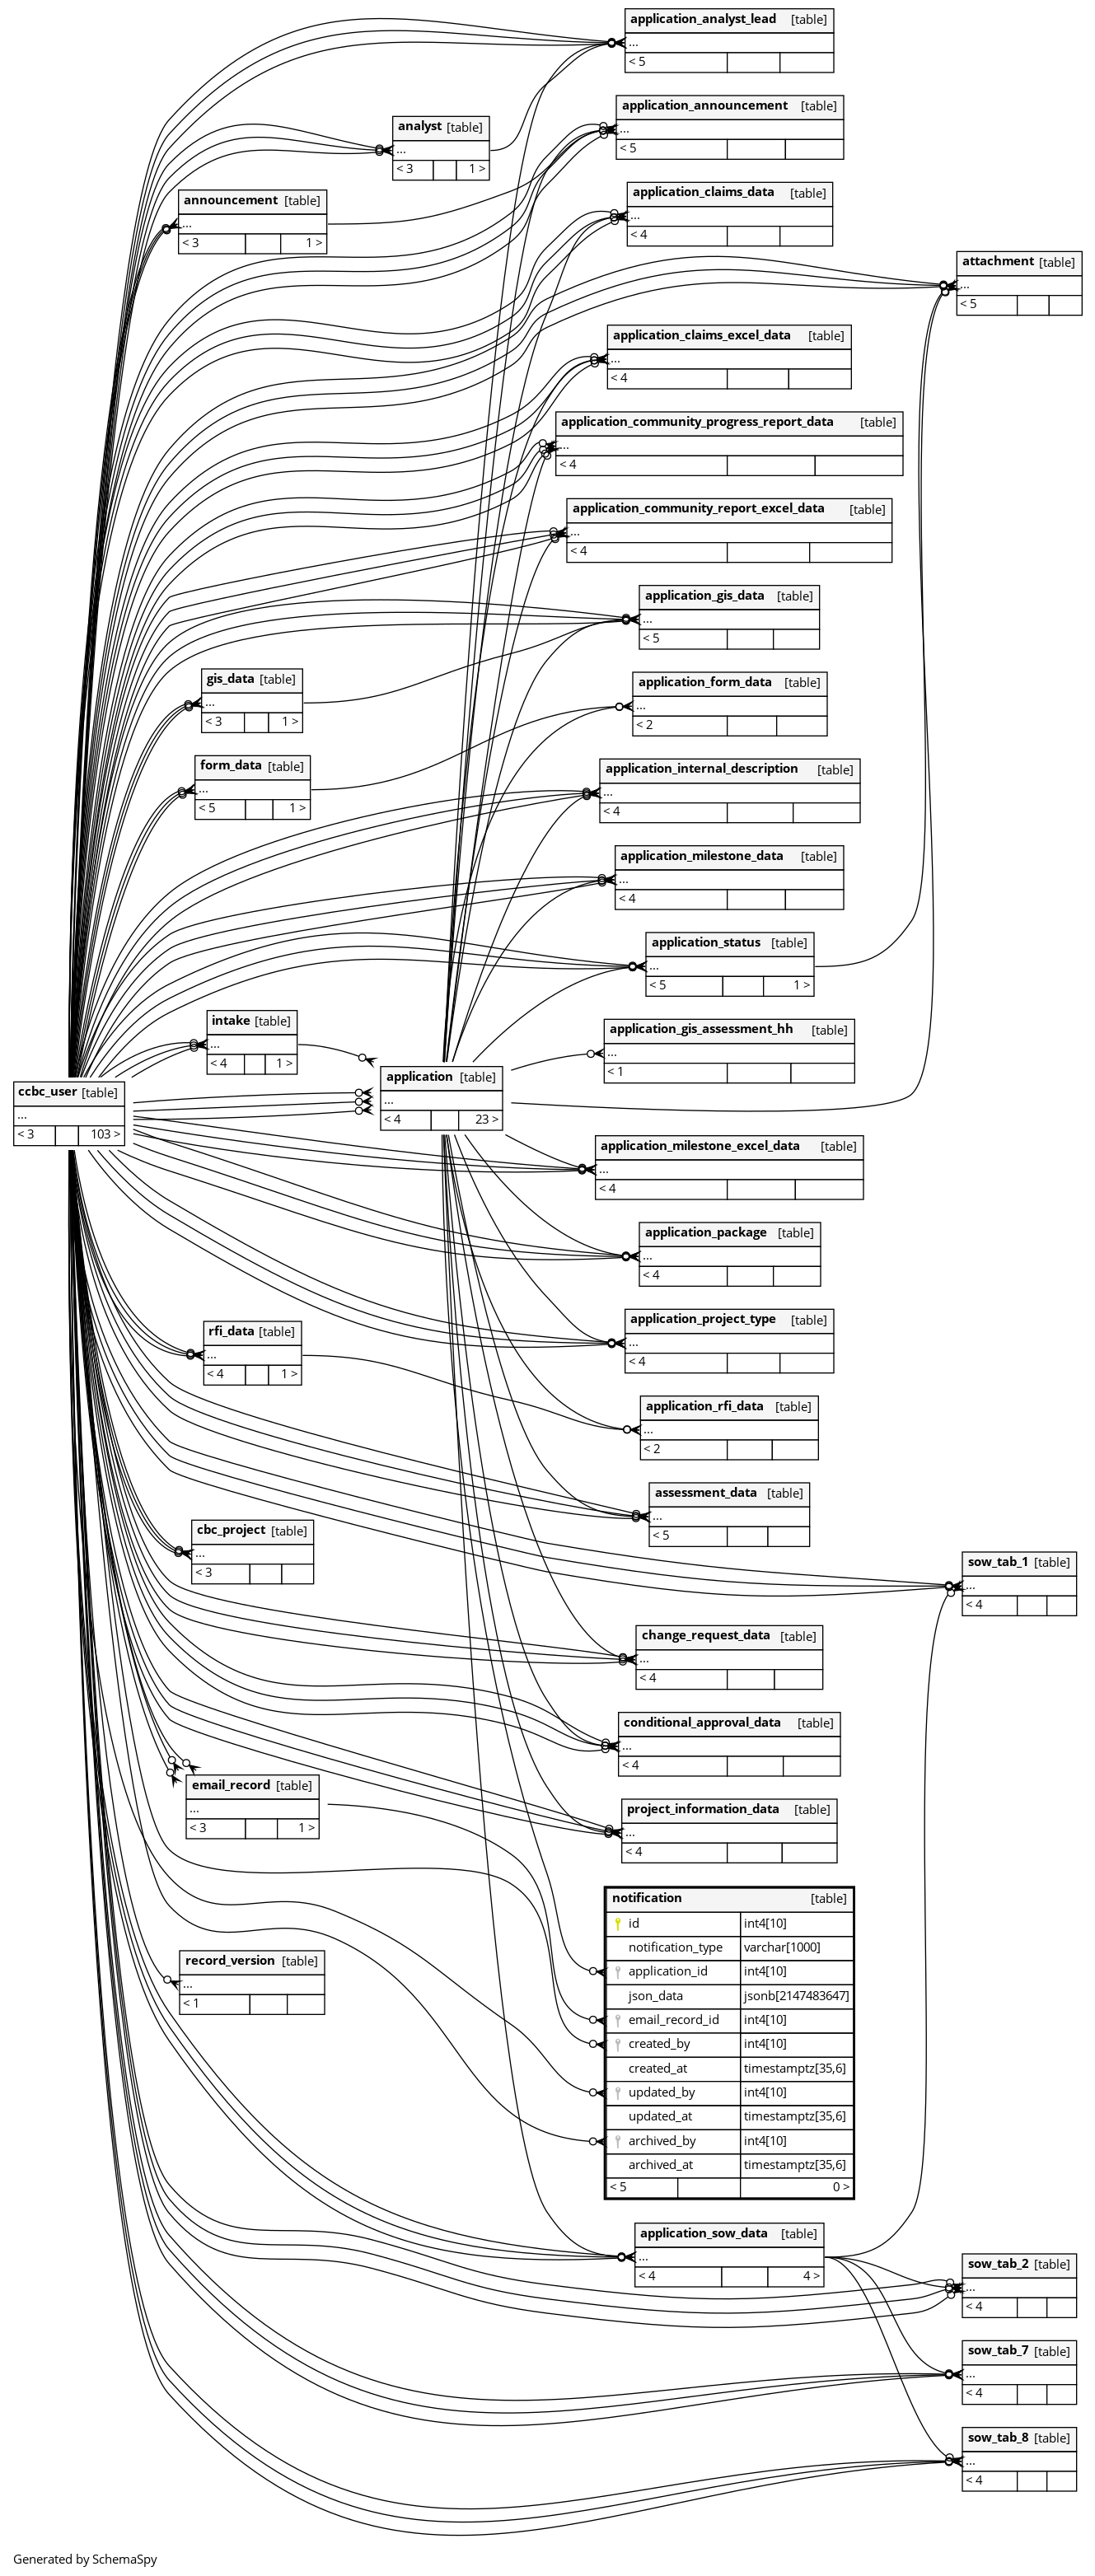 application_analyst_lead [table]
...
< 5
application_announcement [table]
...
< 5
analyst [table]
...
< 3 1 >
application_claims_data [table]
...
< 4
announcement [table]
...
< 3 1 >
attachment [table]
...
< 5
application_claims_excel_data [table]
...
< 4
application_community_progress_report_data [table]
...
< 4
application_community_report_excel_data [table]
...
< 4
application_gis_data [table]
...
< 5
gis_data [table]
...
< 3 1 >
application_form_data [table]
...
< 2
form_data [table]
...
< 5 1 >
application_internal_description [table]
...
< 4
application_milestone_data [table]
...
< 4
application_status [table]
...
< 5 1 >
intake [table]
...
< 4 1 >
application_gis_assessment_hh [table]
...
< 1
ccbc_user [table]
...
< 3 103 >
application [table]
...
< 4 23 >
application_milestone_excel_data [table]
...
< 4
application_package [table]
...
< 4
application_project_type [table]
...
< 4
rfi_data [table]
...
< 4 1 >
application_rfi_data [table]
...
< 2
assessment_data [table]
...
< 5
cbc_project [table]
...
< 3
sow_tab_1 [table]
...
< 4
change_request_data [table]
...
< 4
conditional_approval_data [table]
...
< 4
email_record [table]
...
< 3 1 >
project_information_data [table]
...
< 4
notification [table]
id int4[10]
notification_type varchar[1000]
application_id int4[10]
json_data jsonb[2147483647]
email_record_id int4[10]
created_by int4[10]
created_at timestamptz[35,6]
updated_by int4[10]
updated_at timestamptz[35,6]
archived_by int4[10]
archived_at timestamptz[35,6]
< 5 0 >
record_version [table]
...
< 1
application_sow_data [table]
...
< 4 4 >
sow_tab_2 [table]
...
< 4
sow_tab_7 [table]
...
< 4
sow_tab_8 [table]
...
< 4
Generated by SchemaSpy